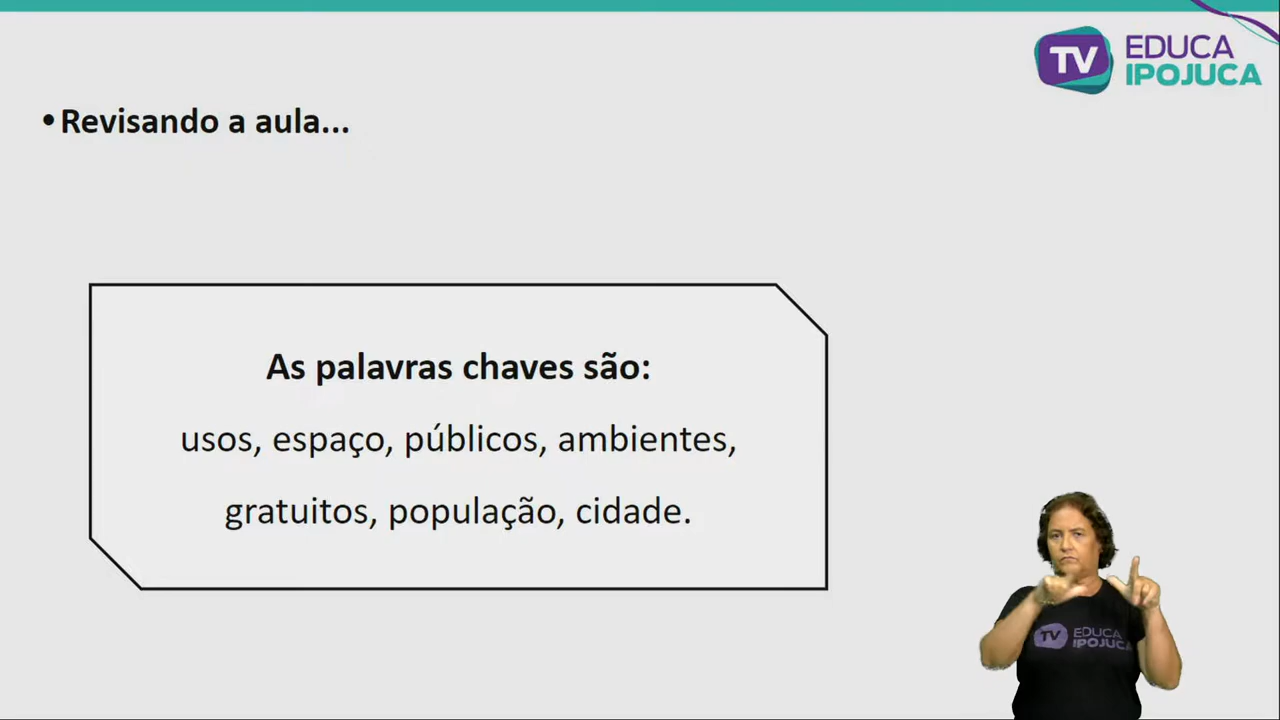 TV EDUCA
IPOJUCA
• Revisando a aula...
As palavras chaves são:
usos, espaço, públicos, ambientes,
gratuitos, população, cidade.
TV EDUCA
IPOJUCA